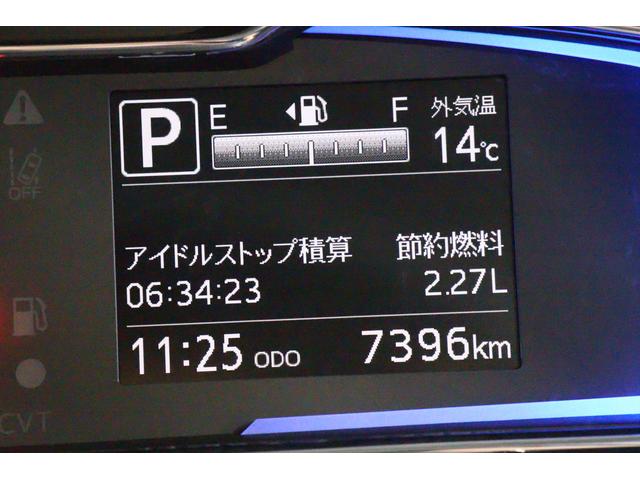 P E F 外気温
14℃
OFF
アイドルストップ積算 節約燃料
06:34:23 2.27L
11:25 ODO 7396km
CVT